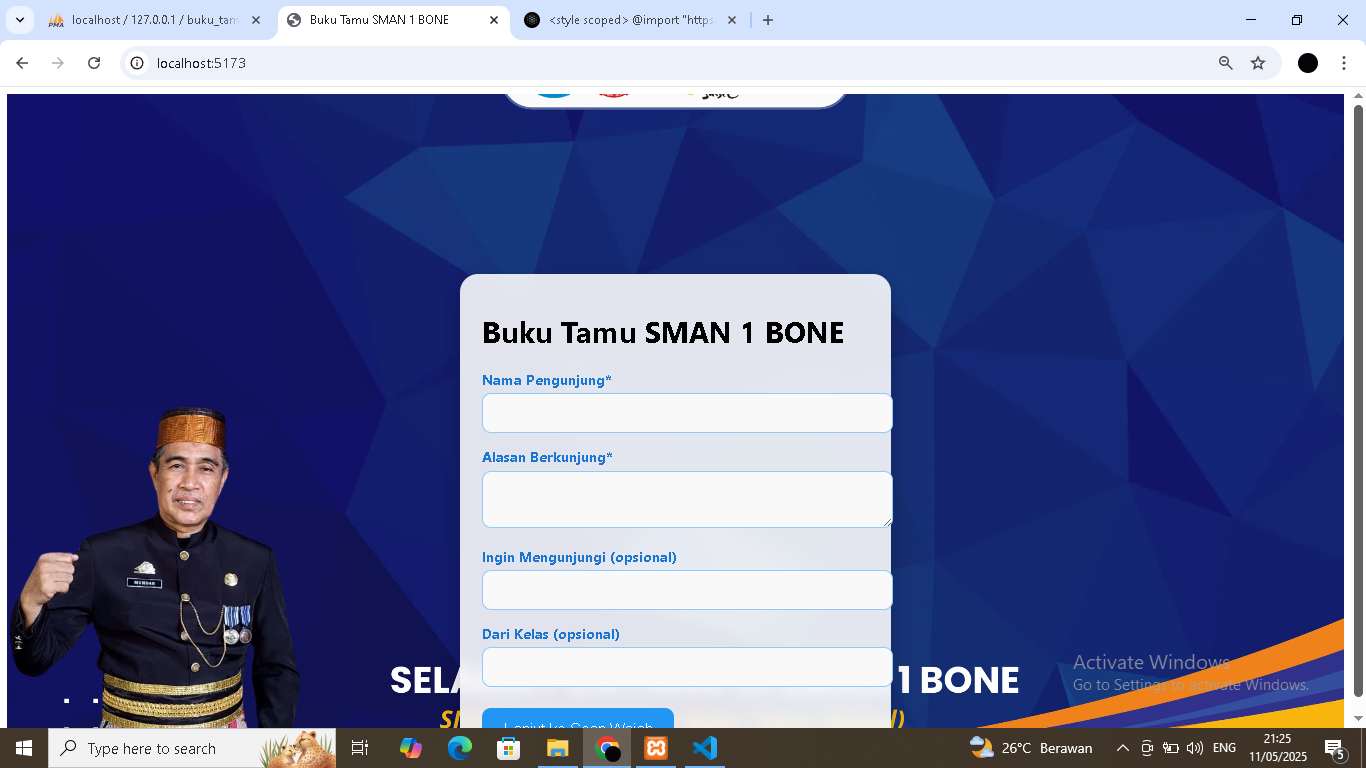 localhost / 127.0.0.1 / buku_tam
Buku Tamu SMAN 1 BONE
<style scoped> @import "https
localhost:5173
Buku Tamu SMAN 1 BONE
Nama Pengunjung*
Alasan Berkunjung*
Ingin Mengunjungi (opsional)
Dari Kelas (opsional)
SELA
1 BONE
Activate Windows
Go to Settings to activate Windows.
Type here to search
26°C Berawan
ENG
21:25
11/05/2025
5